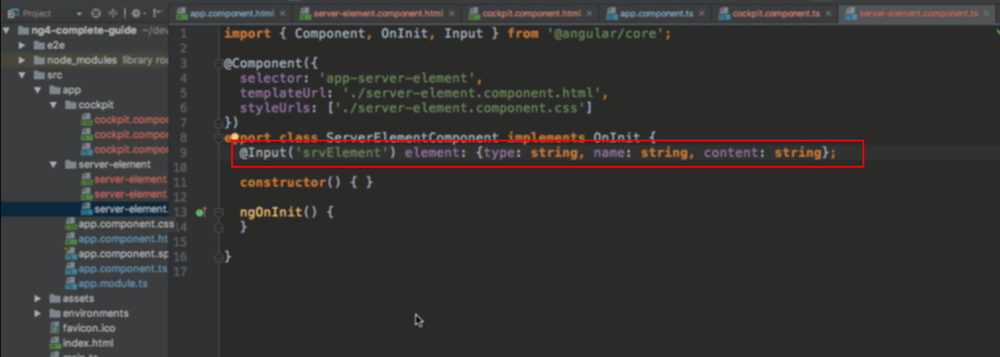 Project
app.component.html
server-element.component.html
cockpit.component.html
app.component.ts
cockpit.component.ts
server-element.component.ts
ng4-complete-guide ~/dev
e2e
node_modules library roo
src
app
cockpit
cockpit.compor
cockpit.compor
cockpit.compor
server-element
server-element.
server-element.
server-element.
app.component.css
app.component.ht
app.component.sp
app.component.ts
app.module.ts
assets
environments
favicon.ico
index.html
main.ts
1 import { Component, OnInit, Input } from '@angular/core';
2
3 @Component({
4 selector: 'app-server-element',
5 templateUrl: './server-element.component.html',
6 styleUrls: ['./server-element.component.css']
7 })
8 export class ServerElementComponent implements OnInit {
9 @Input('srvElement') element: {type: string, name: string, content: string};
10
11 constructor() { }
12
13 ngOnInit() {
14 }
15
16 }
17